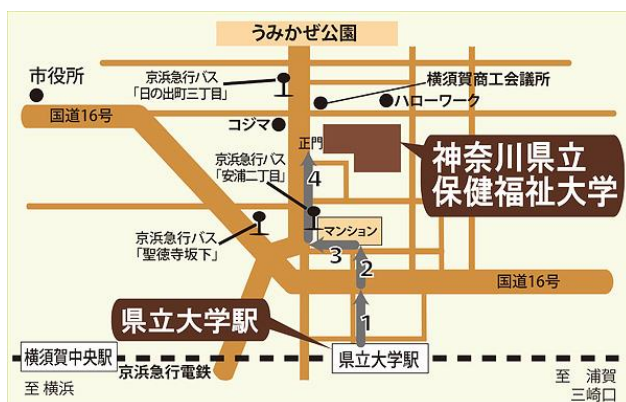 うみかぜ公園
市役所
京浜急行バス
「日の出町三丁目」
横須賀商工会議所
ハローワーク
国道16号
コジマ
正門
神奈川県立
保健福祉大学
京浜急行バス
「安浦二丁目」
4
京浜急行バス
「聖徳寺坂下」
マンション
3
2
国道16号
県立大学駅
1
横須賀中央駅
県立大学駅
京浜急行電鉄
至 横浜
至 浦賀
三崎口